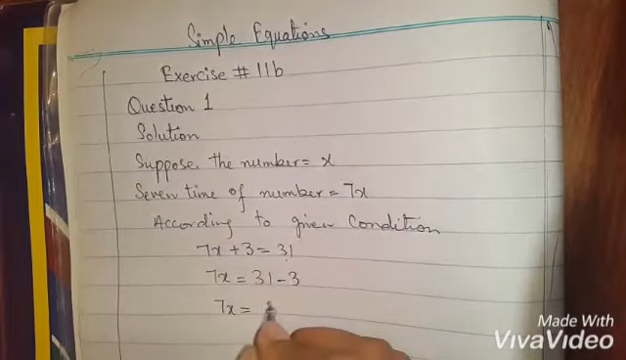 Simple Equations
Exercise # 11b
Question 1
Solution
Suppose the number = x
Seven time of number = 7x
According to given Condition
7x + 3 = 31
7x = 31 - 3
7x =
Made With
VivaVideo